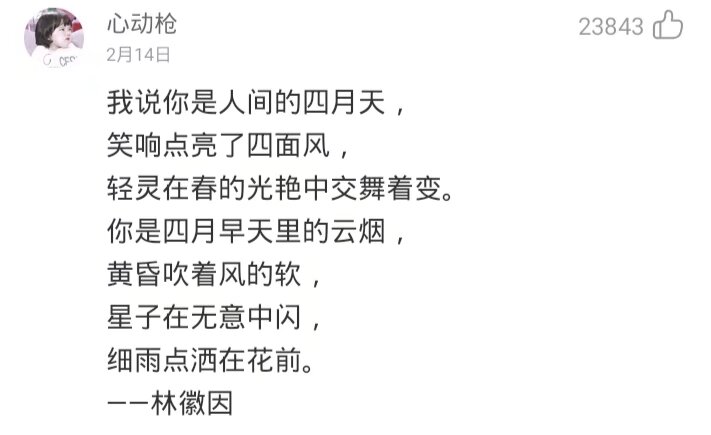 心动枪
23843
2月14日
我说你是人间的四月天，
笑响点亮了四面风，
轻灵在春的光艳中交舞着变。
你是四月早天里的云烟，
黄昏吹着风的软，
星子在无意中闪，
细雨点洒在花前。
——林徽因